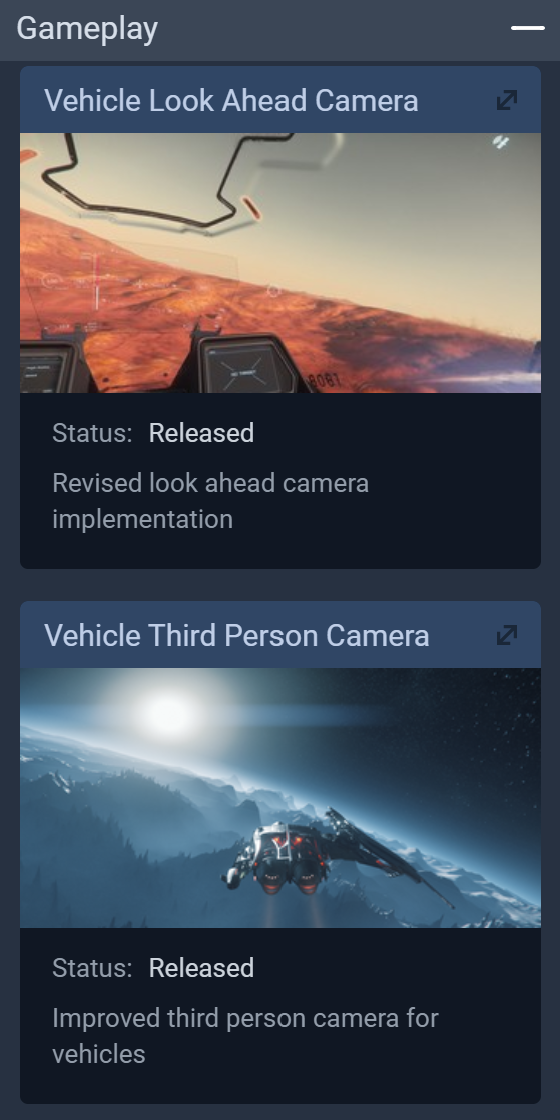 Gameplay
Vehicle Look Ahead Camera
8081
Status: Released
Revised look ahead camera
implementation
Vehicle Third Person Camera
Status: Released
Improved third person camera for
vehicles